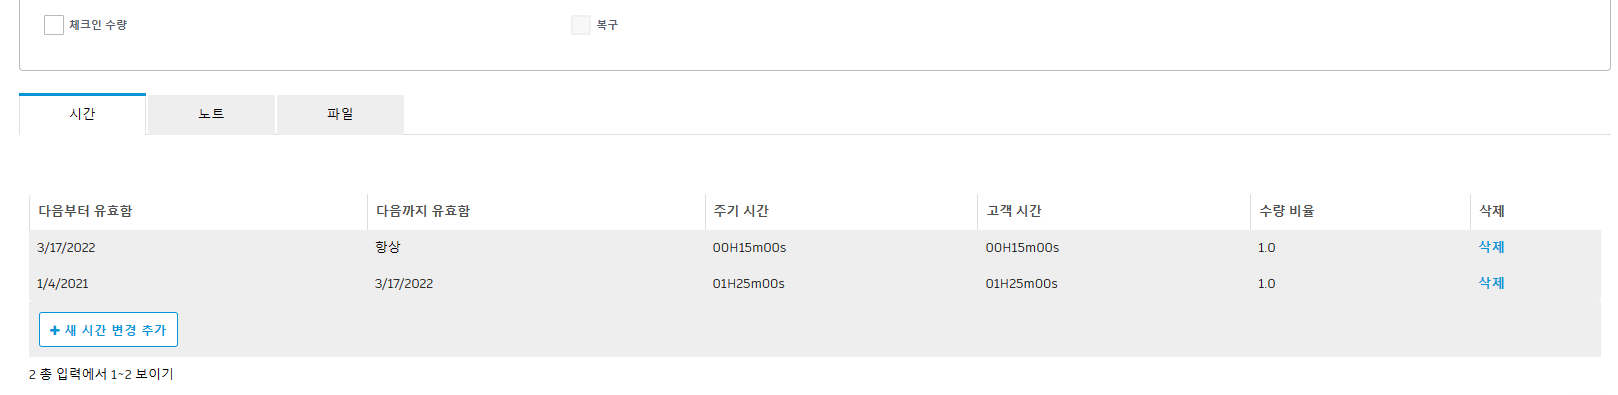 체크인 수량 복구
시간 노트 파일
다음부터 유효함 다음까지 유효함 주기 시간 고객 시간 수량 비율 삭제
3/17/2022 항상 00H15m00s 00H15m00s 1.0 삭제
1/4/2021 3/17/2022 01H25m00s 01H25m00s 1.0 삭제
+ 새 시간 변경 추가
2 총 입력에서 1~2 보이기